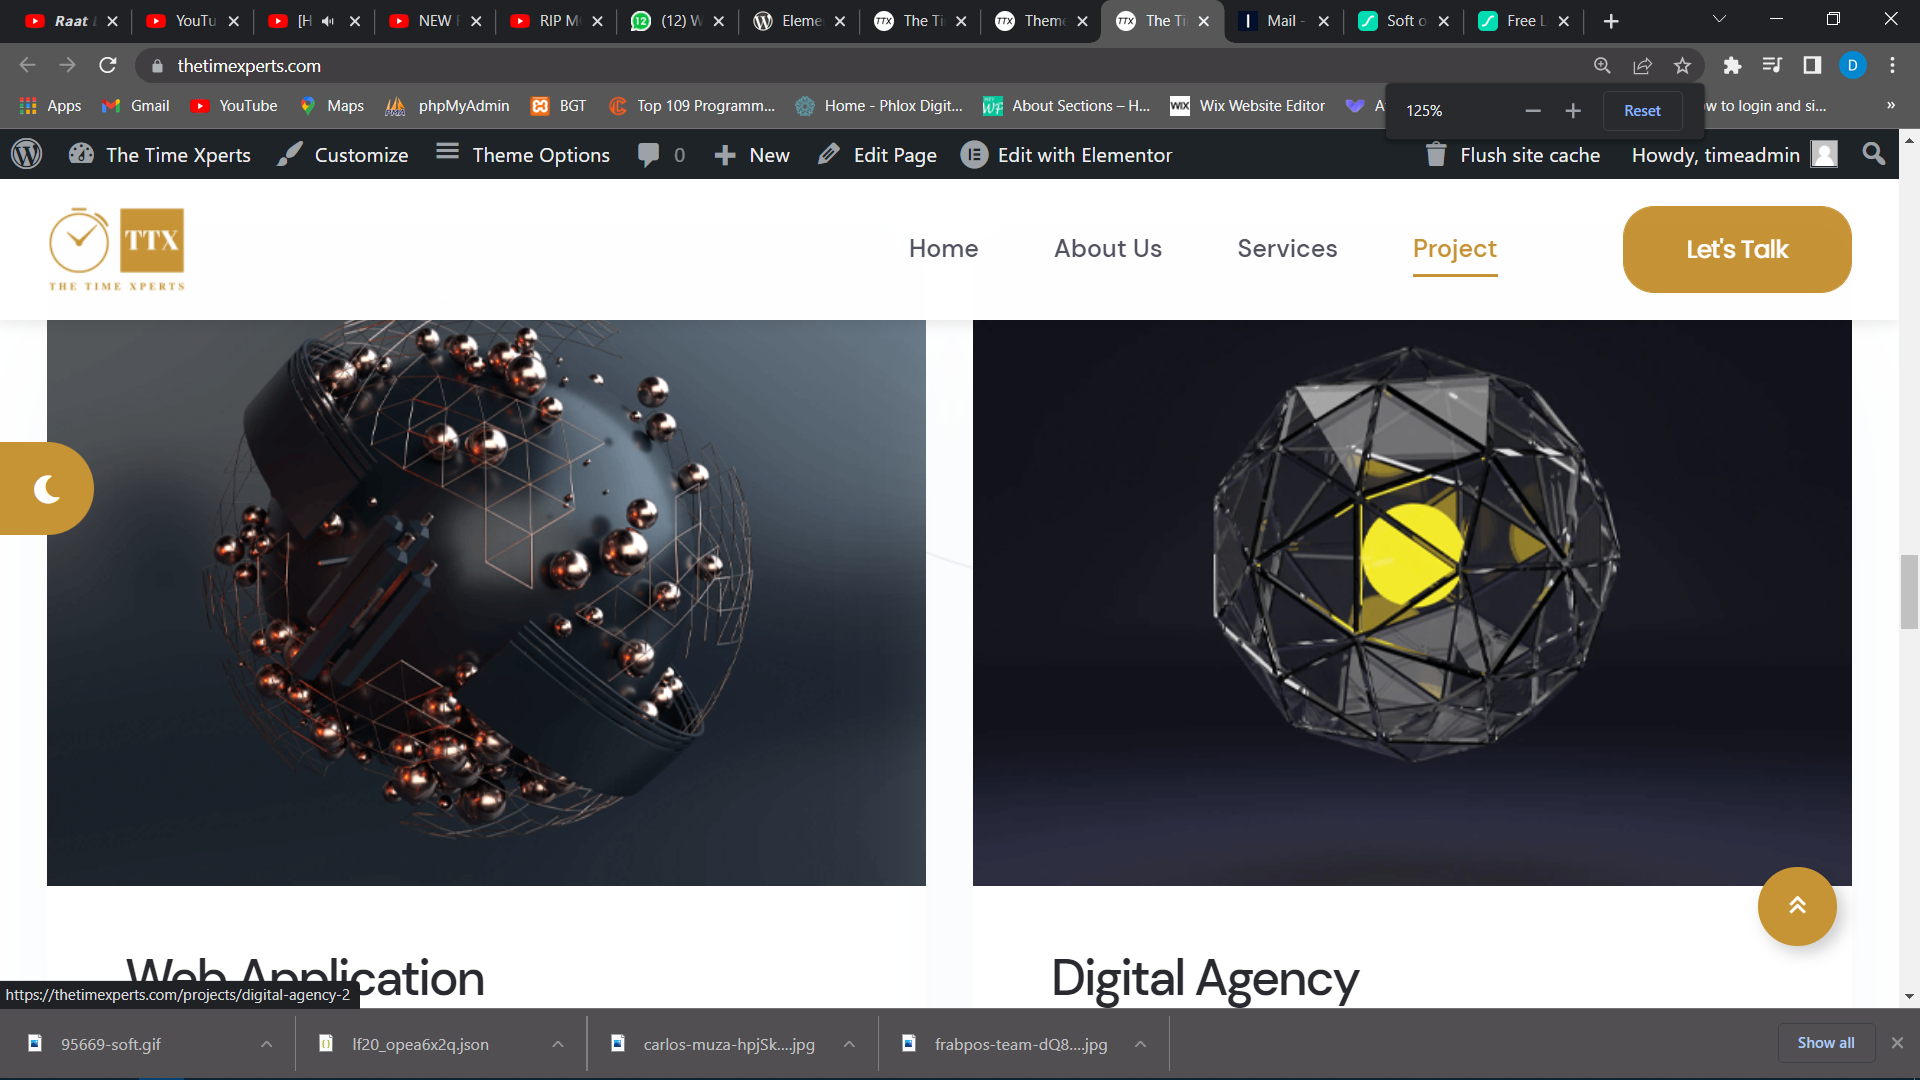 Raat
YouTu
[H
NEW
RIP M
(12) W
Eleme
The Ti
Theme
The Ti
Mail -
Soft o
Free L
thetimexperts.com
D
Apps
Gmail
YouTube
Maps
phpMyAdmin
BGT
Top 109 Programm...
Home - Phlox Digit...
About Sections – H...
Wix Website Editor
w to login and si...
»
125%
Reset
The Time Xperts
Customize
Theme Options
0
New
Edit Page
Edit with Elementor
Flush site cache
Howdy, timeadmin
TTX
THE TIME XPERTS
Home
About Us
Services
Project
Let's Talk
Web Application
Digital Agency
https://thetimexperts.com/projects/digital-agency-2
95669-soft.gif
lf20_opea6x2q.json
carlos-muza-hpjSk....jpg
frabpos-team-dQ8....jpg
Show all